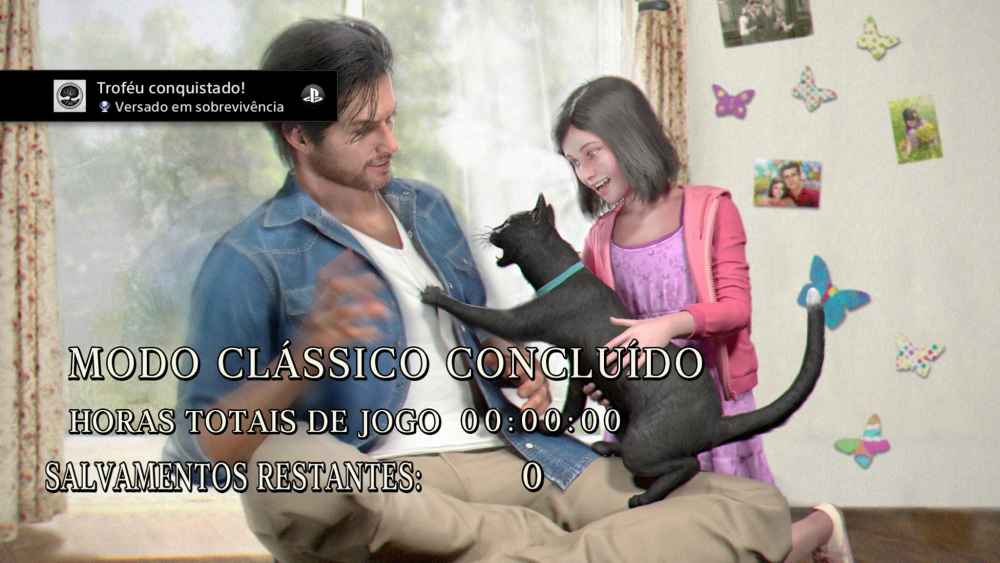 Troféu conquistado!
Versado em sobrevivência
MODO CLÁSSICO CONCLUÍDO
HORAS TOTAIS DE JOGO 00:00:00
SALVAMENTOS RESTANTES: 0